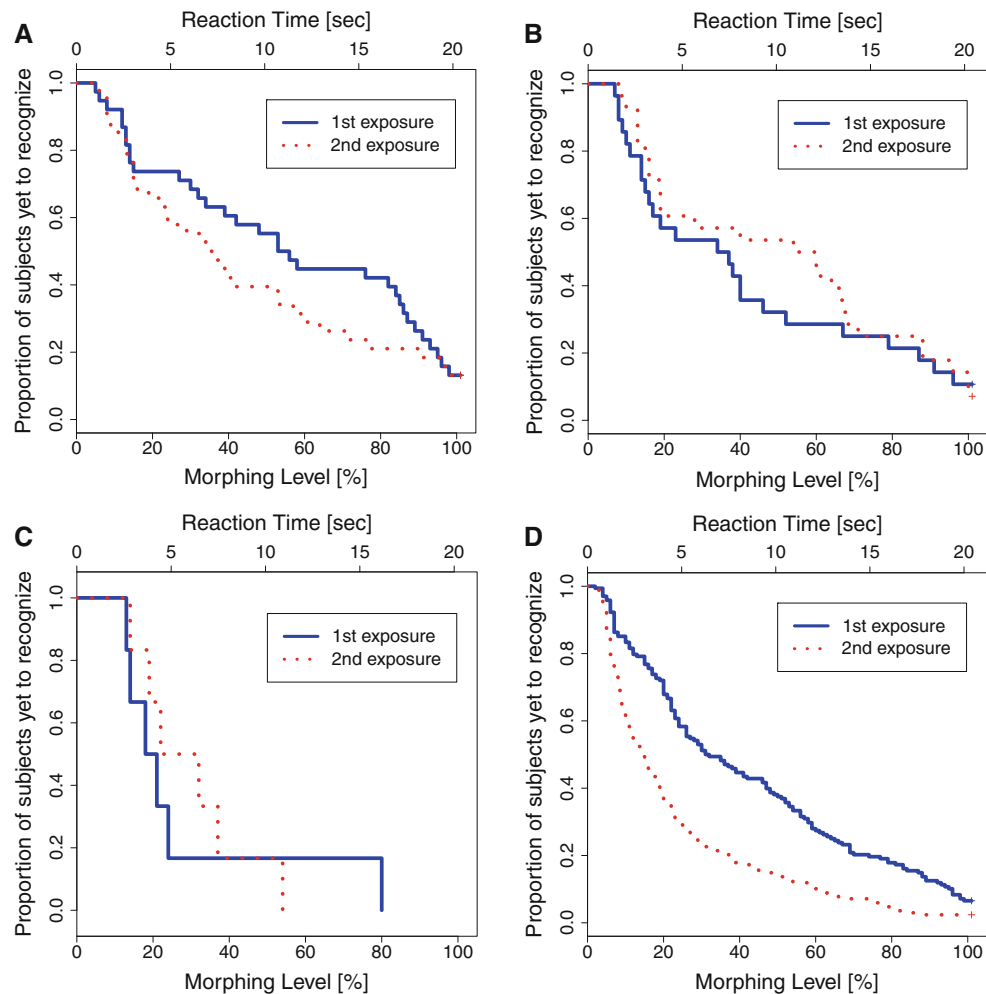 A
Reaction Time [sec]
0 5 10 15 20
Proportion of subjects yet to recognize
0.0 0.2 0.4 0.6 0.8 1.0
1st exposure
2nd exposure
0 20 40 60 80 100
Morphing Level [%]
B
Reaction Time [sec]
0 5 10 15 20
Proportion of subjects yet to recognize
0.0 0.2 0.4 0.6 0.8 1.0
1st exposure
2nd exposure
0 20 40 60 80 100
Morphing Level [%]
C
Reaction Time [sec]
0 5 10 15 20
Proportion of subjects yet to recognize
0.0 0.2 0.4 0.6 0.8 1.0
1st exposure
2nd exposure
0 20 40 60 80 100
Morphing Level [%]
D
Reaction Time [sec]
0 5 10 15 20
Proportion of subjects yet to recognize
0.0 0.2 0.4 0.6 0.8 1.0
1st exposure
2nd exposure
0 20 40 60 80 100
Morphing Level [%]